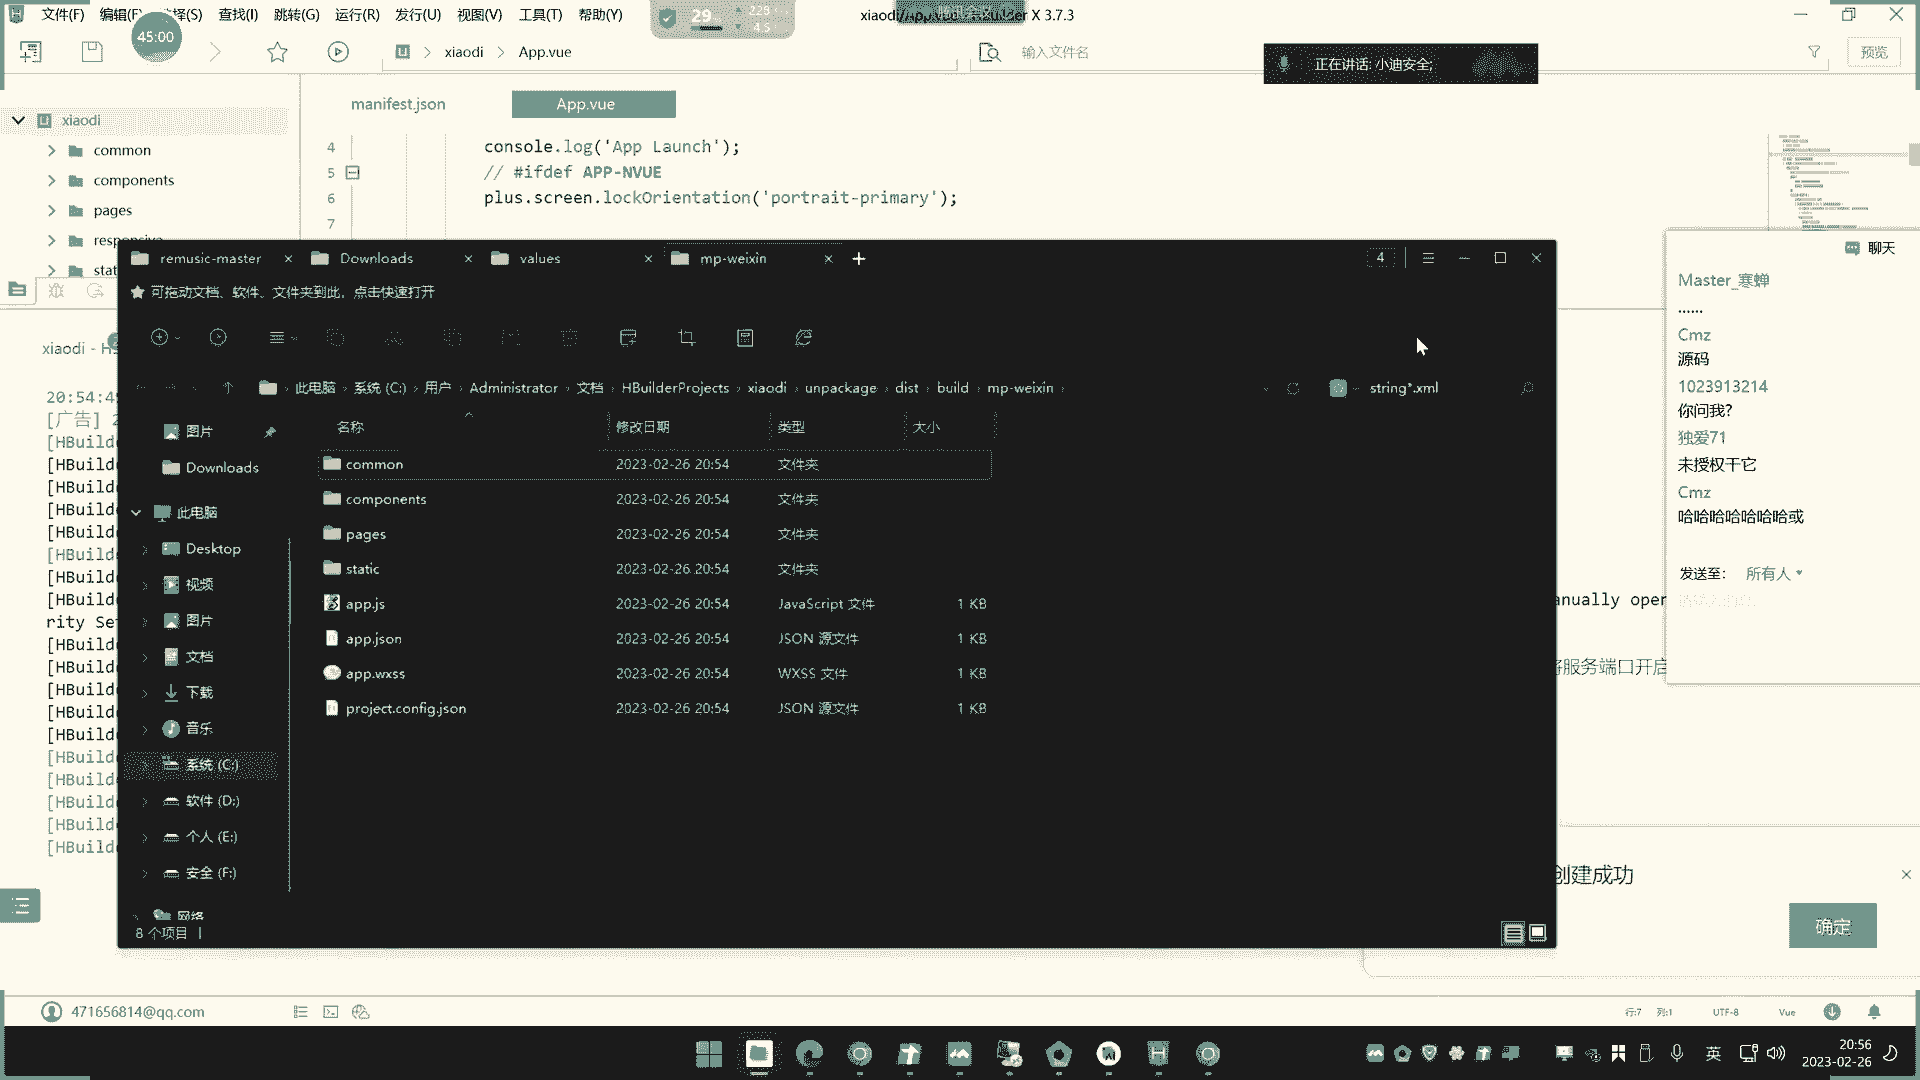 文件(F) 编辑(E) 选择(S) 查找(I) 跳转(G) 运行(R) 发行(U) 视图(V) 工具(T) 帮助(Y)
45:00
29
xiaodi/App.vue X 3.7.3
xiaodi
App.vue
输入文件名
正在讲话: 小迪安全;
预览
manifest.json
App.vue
xiaodi
common
components
pages
4 console.log('App Launch');
5 // #ifdef APP-NVUE
6 plus.screen.lockOrientation('portrait-primary');
7
remusic-master
Downloads
values
mp-weixin
4
可拖动文档、软件、文件夹到此，点击快速打开
此电脑 系统 (C:) 用户 Administrator 文档 HBuilderProjects xiaodi unpackage dist build mp-weixin
string*.xml
图片
Downloads
此电脑
Desktop
视频
图片
文档
下载
音乐
系统 (C:)
软件 (D:)
个人 (E:)
安全 (F:)
网络
名称 修改日期 类型 大小
common 2023-02-26 20:54 文件夹
components 2023-02-26 20:54 文件夹
pages 2023-02-26 20:54 文件夹
static 2023-02-26 20:54 文件夹
app.js 2023-02-26 20:54 JavaScript 文件 1 KB
app.json 2023-02-26 20:54 JSON 源文件 1 KB
app.wxss 2023-02-26 20:54 WXSS 文件 1 KB
project.config.json 2023-02-26 20:54 JSON 源文件 1 KB
8 个项目
聊天
Master_寒蝉
......
Cmz
源码
1023913214
你问我?
独爱71
未授权干它
Cmz
哈哈哈哈哈哈哈或
发送至: 所有人
xiaodi - H
20:54:4
[广告] 2
[HBuild
[HBuild
[HBuild
[HBuild
[HBuild
[HBuild
[HBuild
[HBuild
rity Se
[HBuild
[HBuild
[HBuild
[HBuild
[HBuild
[HBuild
[HBuild
[HBuild
[HBuild
[HBuild
anually oper
服务端口开启
创建成功
确定
471656814@qq.com
行:7 列:1
UTF-8
Vue
英
20:56
2023-02-26